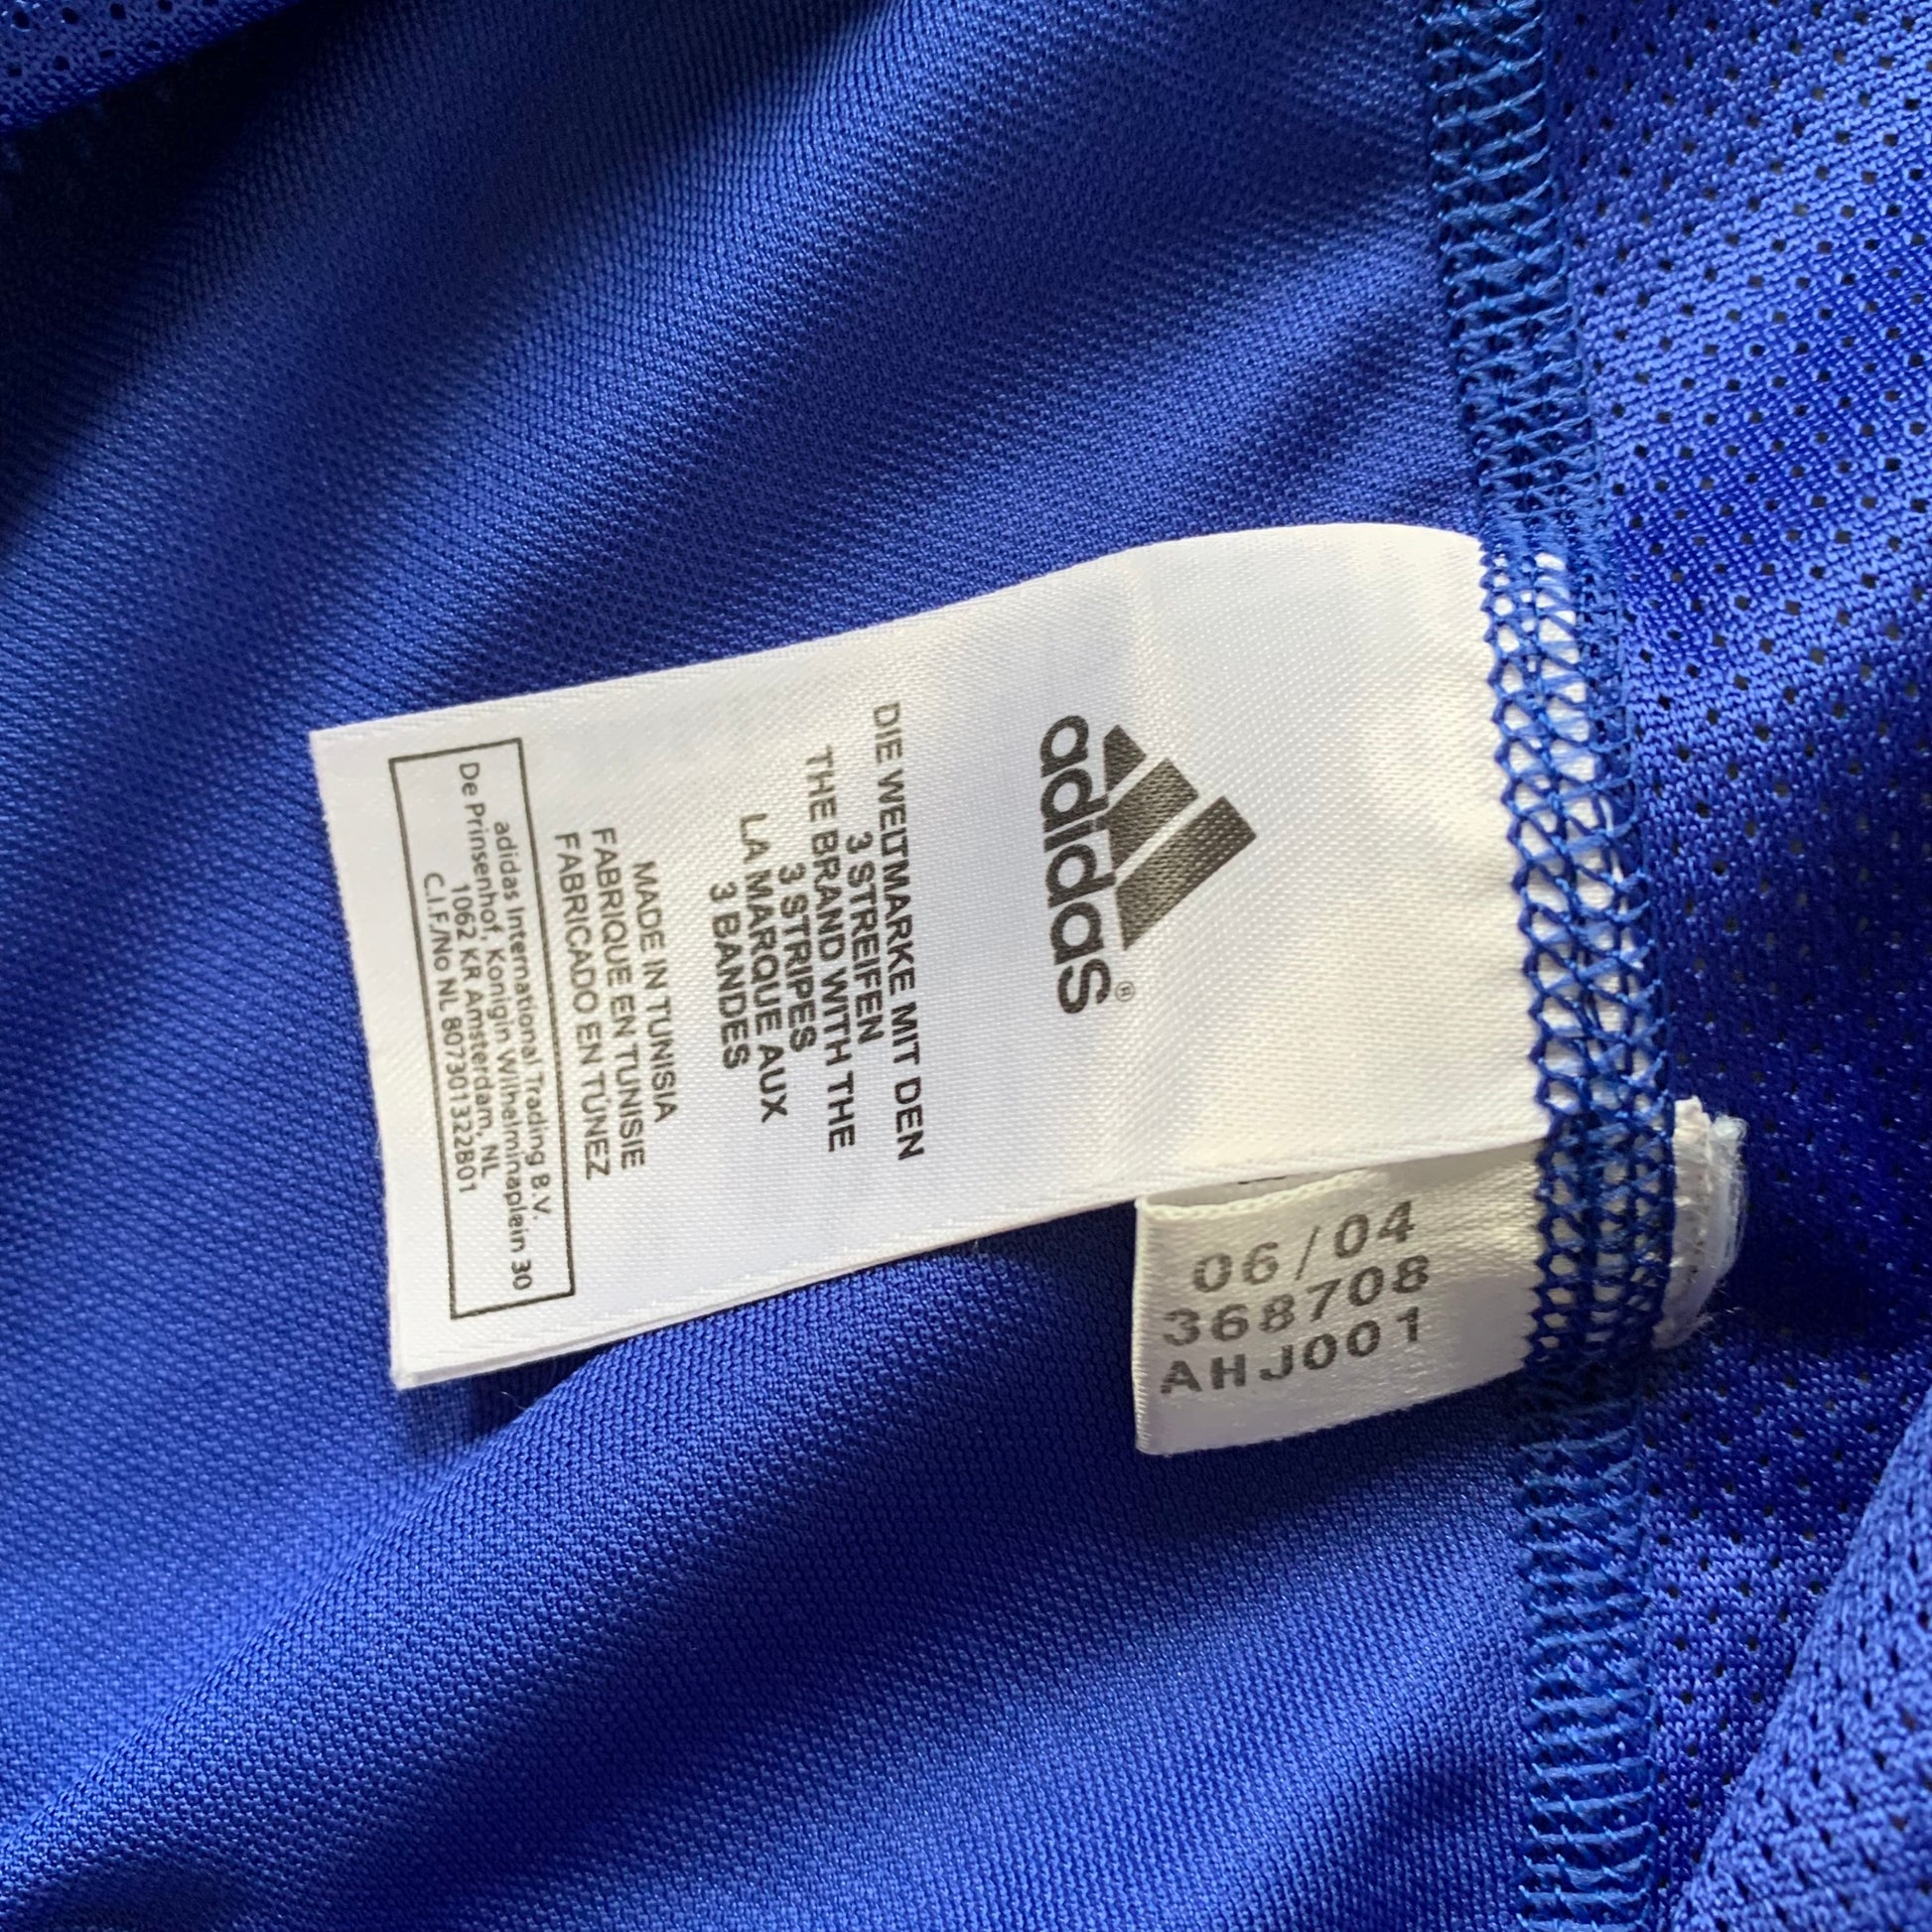 adidas®
DIE WELTMARKE MIT DEN
3 STREIFEN
THE BRAND WITH THE
3 STRIPES
LA MARQUE AUX
3 BANDES
MADE IN TUNISIA
FABRIQUE EN TUNISIE
FABRICADO EN TÚNEZ
adidas International Trading B.V.
De Prinsenhof, Konigin Wilhelminaplein 30
1062 KR Amsterdam, NL
C.I.F./No NL 807301322B01
06/04
368708
AHJ001